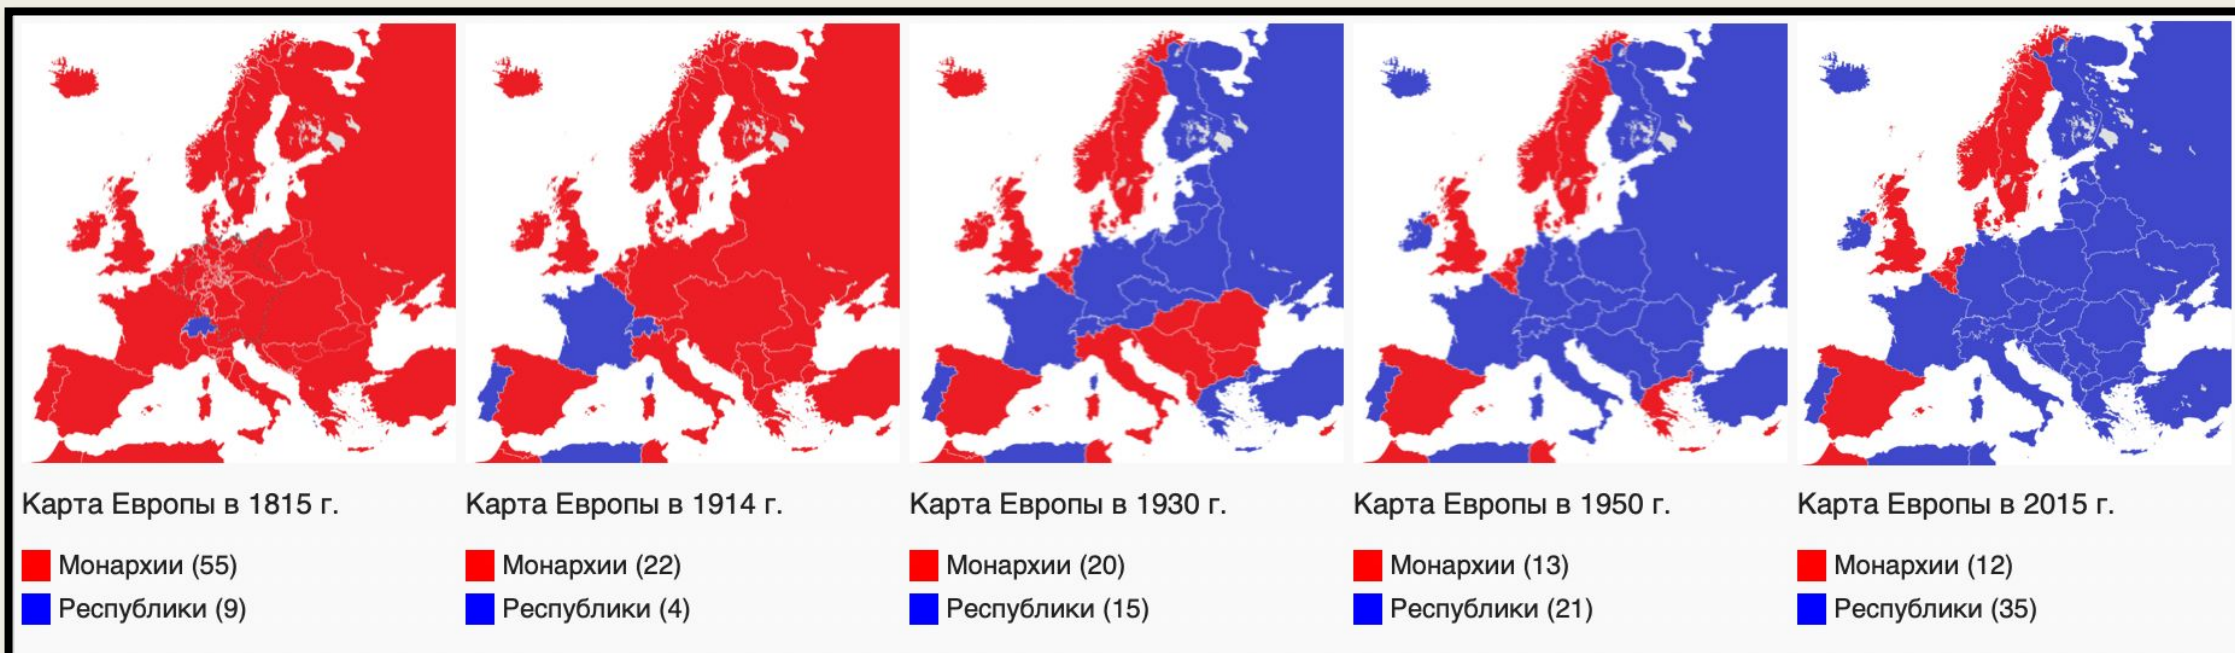 Карта Европы в 1815 г.
Монархии (55)
Республики (9)
Карта Европы в 1914 г.
Монархии (22)
Республики (4)
Карта Европы в 1930 г.
Монархии (20)
Республики (15)
Карта Европы в 1950 г.
Монархии (13)
Республики (21)
Карта Европы в 2015 г.
Монархии (12)
Республики (35)